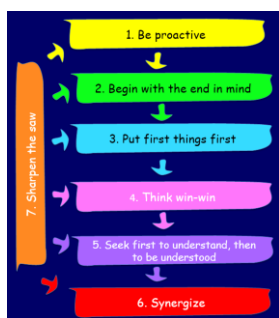 1. Be proactive
2. Begin with the end in mind
3. Put first things first
4. Think win-win
5. Seek first to understand, then
to be understood
6. Synergize
7. Sharpen the saw